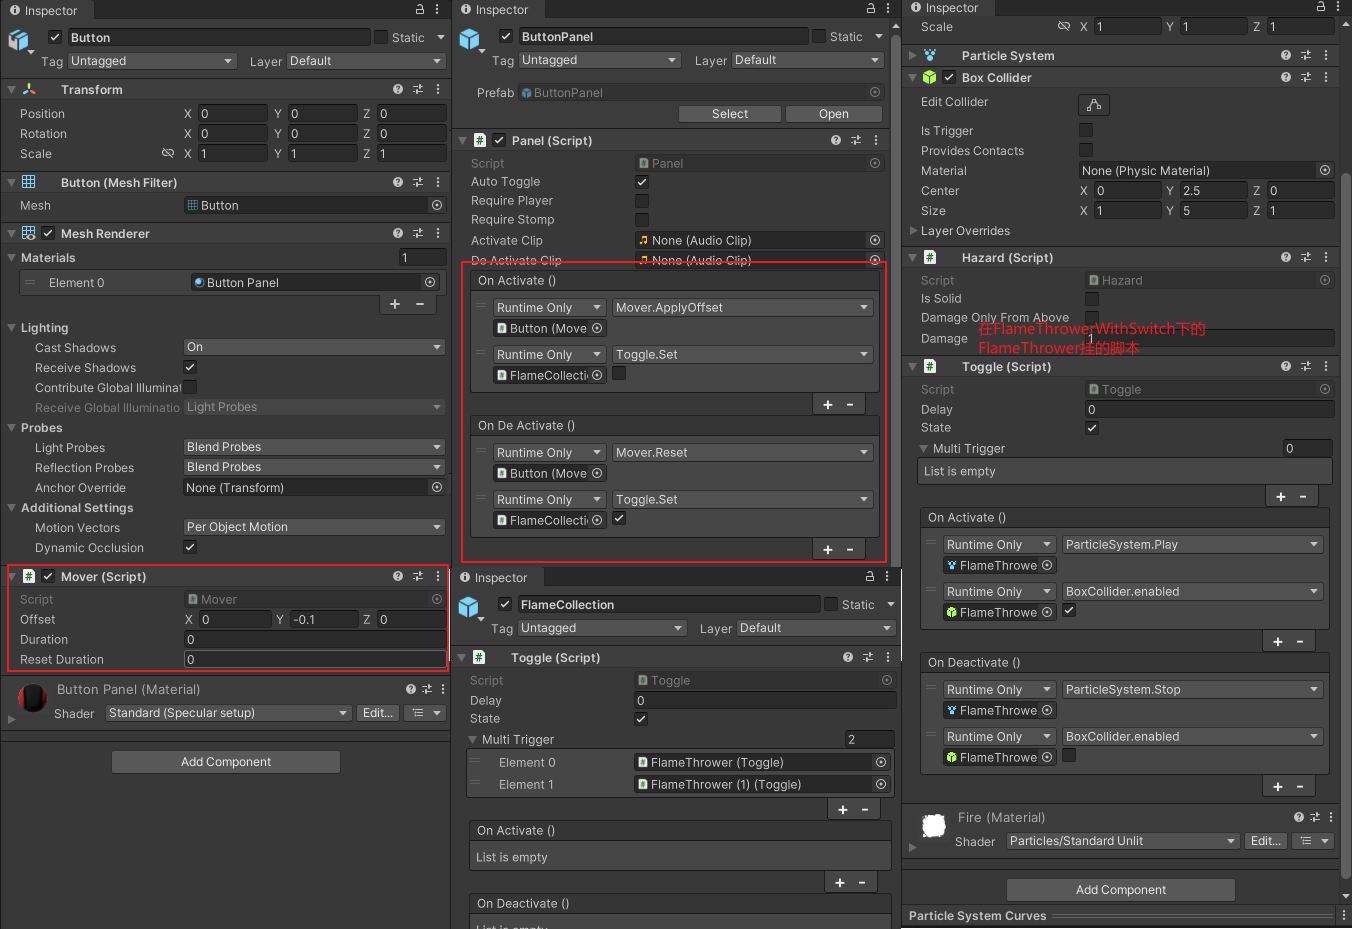 Inspector
Button
Static
Tag Untagged Layer Default
Transform
Position X 0 Y 0 Z 0
Rotation X 0 Y 0 Z 0
Scale X 1 Y 1 Z 1
Button (Mesh Filter)
Mesh Button
Mesh Renderer
Materials 1
Element 0 Button Panel
Lighting
Cast Shadows On
Receive Shadows
Contribute Global Illuminat
Receive Global Illuminatio Light Probes
Probes
Light Probes Blend Probes
Reflection Probes Blend Probes
Anchor Override None (Transform)
Additional Settings
Motion Vectors Per Object Motion
Dynamic Occlusion
Mover (Script)
Script Mover
Offset X 0 Y -0.1 Z 0
Duration 0
Reset Duration 0
Button Panel (Material)
Shader Standard (Specular setup) Edit...
Add Component
Inspector
ButtonPanel
Static
Tag Untagged Layer Default
Prefab ButtonPanel
Select Open
Panel (Script)
Script Panel
Auto Toggle
Require Player
Require Stomp
Activate Clip None (Audio Clip)
De Activate Clip None (Audio Clip)
On Activate ()
Runtime Only Mover.ApplyOffset
Button (Move
Runtime Only Toggle.Set
FlameCollecti
On De Activate ()
Runtime Only Mover.Reset
Button (Move
Runtime Only Toggle.Set
FlameCollecti
Inspector
FlameCollection
Static
Tag Untagged Layer Default
Toggle (Script)
Script Toggle
Delay 0
State
Multi Trigger 2
Element 0 FlameThrower (Toggle)
Element 1 FlameThrower (1) (Toggle)
On Activate ()
List is empty
On Deactivate ()
List is empty
Inspector
Scale X 1 Y 1 Z 1
Particle System
Box Collider
Edit Collider
Is Trigger
Provides Contacts
Material None (Physic Material)
Center X 0 Y 2.5 Z 0
Size X 1 Y 5 Z 1
Layer Overrides
Hazard (Script)
Script Hazard
Is Solid
Damage Only From Above
Damage 1
在FlameThrowerWithSwitch下的
FlameThrower挂的脚本
Toggle (Script)
Script Toggle
Delay 0
State
Multi Trigger 0
List is empty
On Activate ()
Runtime Only ParticleSystem.Play
FlameThrowe
Runtime Only BoxCollider.enabled
FlameThrowe
On Deactivate ()
Runtime Only ParticleSystem.Stop
FlameThrowe
Runtime Only BoxCollider.enabled
FlameThrowe
Fire (Material)
Shader Particles/Standard Unlit Edit...
Add Component
Particle System Curves